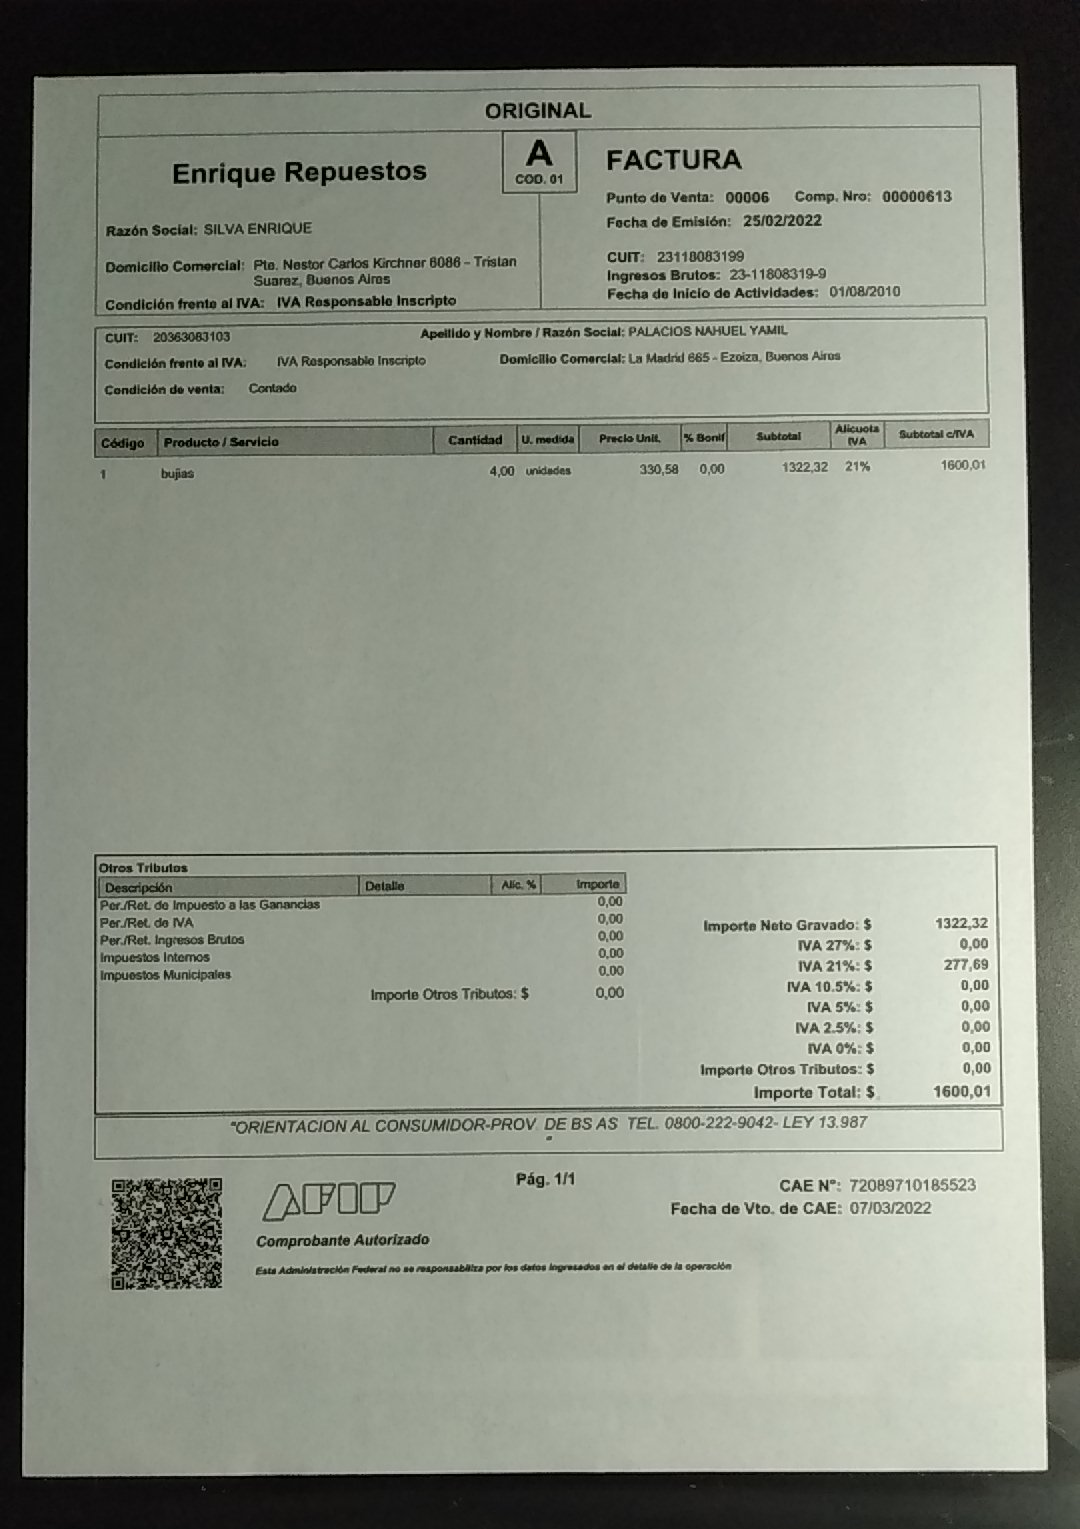 ORIGINAL
A
COD. 01
Enrique Repuestos
FACTURA
Punto de Venta: 00006 Comp. Nro: 00000613
Fecha de Emisión: 25/02/2022
Razón Social: SILVA ENRIQUE
CUIT: 23118083199
Domicilio Comercial: Pte. Nestor Carlos Kirchner 6086 - Tristan
Suarez, Buenos Aires
Ingresos Brutos: 23-11808319-9
Condición frente al IVA: IVA Responsable Inscripto
Fecha de Inicio de Actividades: 01/08/2010
CUIT: 20363083103 Apellido y Nombre / Razón Social: PALACIOS NAHUEL YAMIL
Condición frente al IVA: IVA Responsable Inscripto Domicilio Comercial: La Madrid 665 - Ezeiza, Buenos Aires
Condición de venta: Contado
Código Producto / Servicio Cantidad U. medida Precio Unit. % Bonif Subtotal Alicuota IVA Subtotal c/IVA
1 bujias 4,00 unidades 330,58 0,00 1322,32 21% 1600,01
Otros Tributos
Descripción Detalle Alic. % Importe
Per./Ret. de Impuesto a las Ganancias 0,00
Per./Ret. de IVA 0,00
Per./Ret. Ingresos Brutos 0,00
Impuestos Internos 0,00
Impuestos Municipales 0,00
Importe Otros Tributos: $ 0,00
Importe Neto Gravado: $ 1322,32
IVA 27%: $ 0,00
IVA 21%: $ 277,69
IVA 10.5%: $ 0,00
IVA 5%: $ 0,00
IVA 2.5%: $ 0,00
IVA 0%: $ 0,00
Importe Otros Tributos: $ 0,00
Importe Total: $ 1600,01
"ORIENTACION AL CONSUMIDOR-PROV. DE BS AS TEL. 0800-222-9042- LEY 13.987
"
AFIP
Comprobante Autorizado
Esta Administración Federal no se responsabiliza por los datos ingresados en el detalle de la operación
Pág. 1/1
CAE N°: 72089710185523
Fecha de Vto. de CAE: 07/03/2022